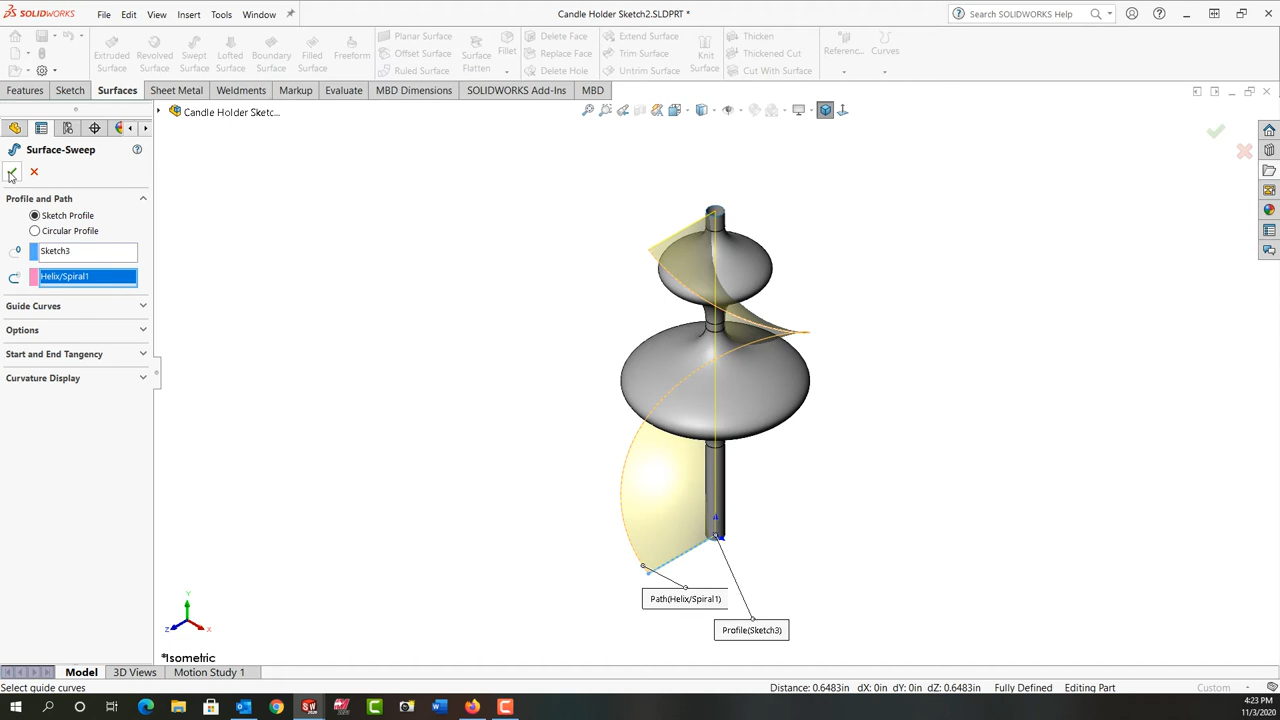 SOLIDWORKS
File Edit View Insert Tools Window
Candle Holder Sketch2.SLDPRT *
Search SOLIDWORKS Help
Extruded Surface
Revolved Surface
Swept Surface
Lofted Surface
Boundary Surface
Filled Surface
Freeform
Planar Surface
Offset Surface
Ruled Surface
Surface Flatten
Fillet
Delete Face
Replace Face
Delete Hole
Extend Surface
Trim Surface
Untrim Surface
Knit Surface
Thicken
Thickened Cut
Cut With Surface
Referenc...
Curves
Features Sketch Surfaces Sheet Metal Weldments Markup Evaluate MBD Dimensions SOLIDWORKS Add-Ins MBD
Candle Holder Sketc...
Surface-Sweep
Profile and Path
Sketch Profile
Circular Profile
Sketch3
Helix/Spiral1
Guide Curves
Options
Start and End Tangency
Curvature Display
Path(Helix/Spiral1)
Profile(Sketch3)
Y
Z
X
*Isometric
Model 3D Views Motion Study 1
Select guide curves
Distance: 0.6483in dX: 0in dY: 0in dZ: 0.6483in Fully Defined Editing Part
Custom
4:23 PM
11/3/2020